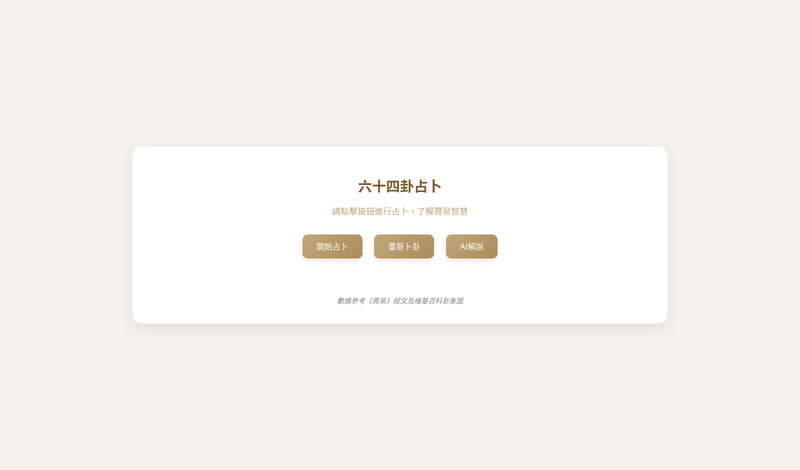 六十四卦占卜
請點擊按鈕進行占卜，了解周易智慧
開始占卜
重新卜卦
AI解說
數據參考《周易》經文及維基百科卦象圖